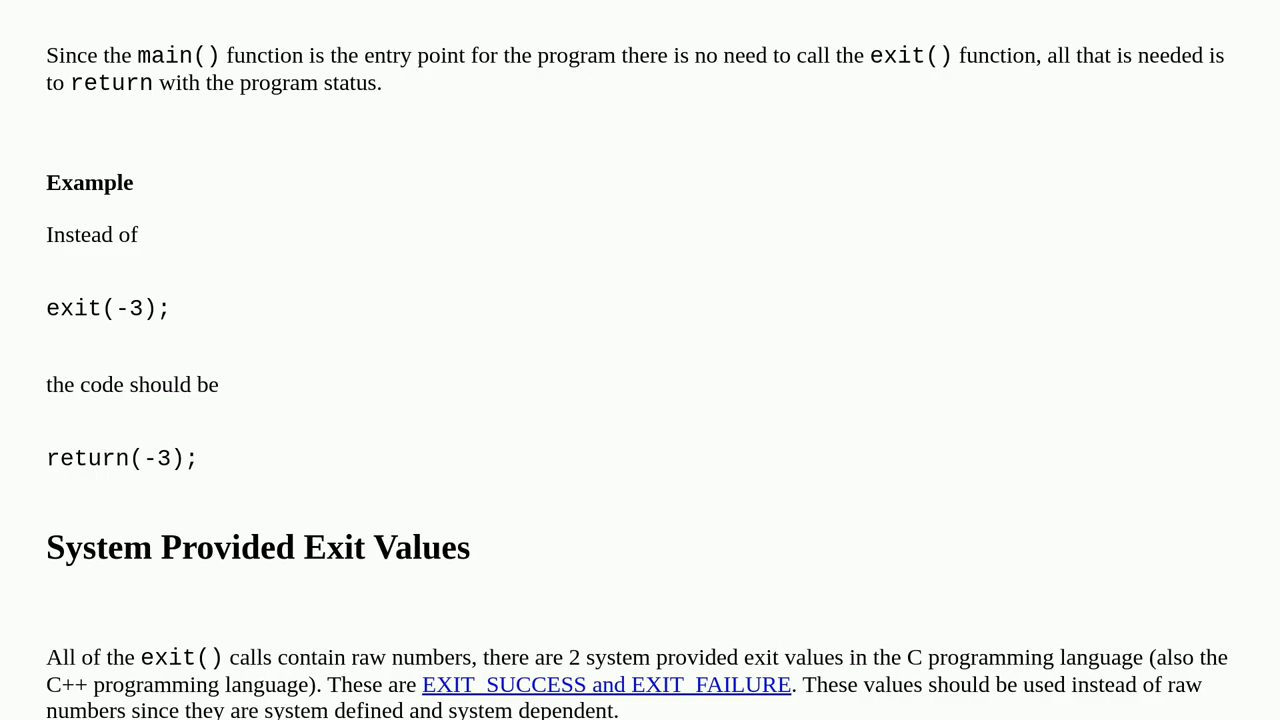 Since the main() function is the entry point for the program there is no need to call the exit() function, all that is needed is
to return with the program status.
Example
Instead of
exit(-3);
the code should be
return(-3);
System Provided Exit Values
All of the exit() calls contain raw numbers, there are 2 system provided exit values in the C programming language (also the
C++ programming language). These are EXIT_SUCCESS and EXIT_FAILURE. These values should be used instead of raw
numbers since they are system defined and system dependent.